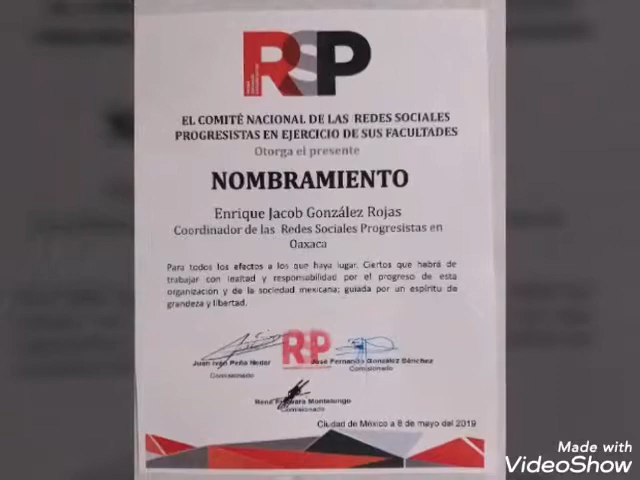 RSP
EL COMITÉ NACIONAL DE LAS REDES SOCIALES
PROGRESISTAS EN EJERCICIO DE SUS FACULTADES
Otorga el presente
NOMBRAMIENTO
Enrique Jacob González Rojas
Coordinador de las Redes Sociales Progresistas en
Oaxaca
Para todos los efectos a los que haya lugar. Ciertos que habrá de
trabajar con lealtad y responsabilidad por el progreso de esta
organización y de la sociedad mexicana; guiada por un espíritu de
grandeza y libertad.
RSP
Juan Iván Peña Neder
José Fernando González Sánchez
Comisionado
Comisionado
René Montelongo
Comisionado
Ciudad de México a 8 de mayo del 2019
Made with
VideoShow